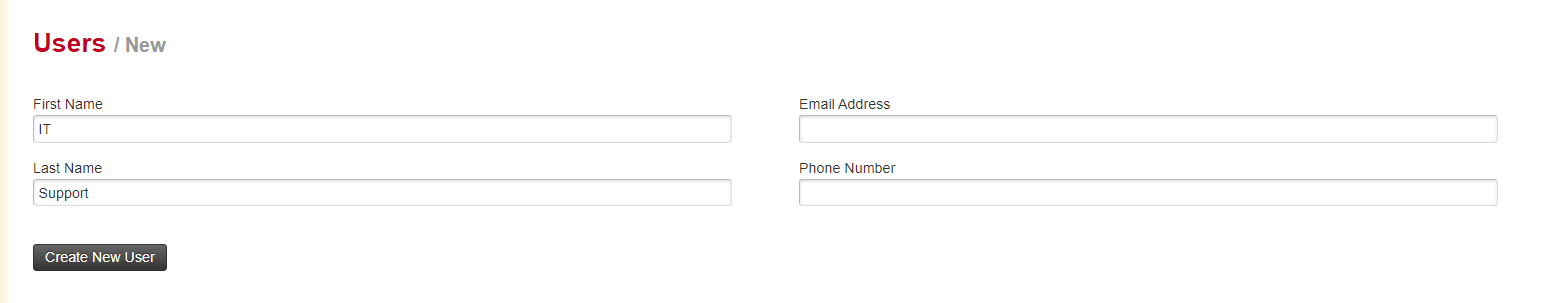 Users / New
First Name
IT
Last Name
Support
Email Address
Phone Number
Create New User